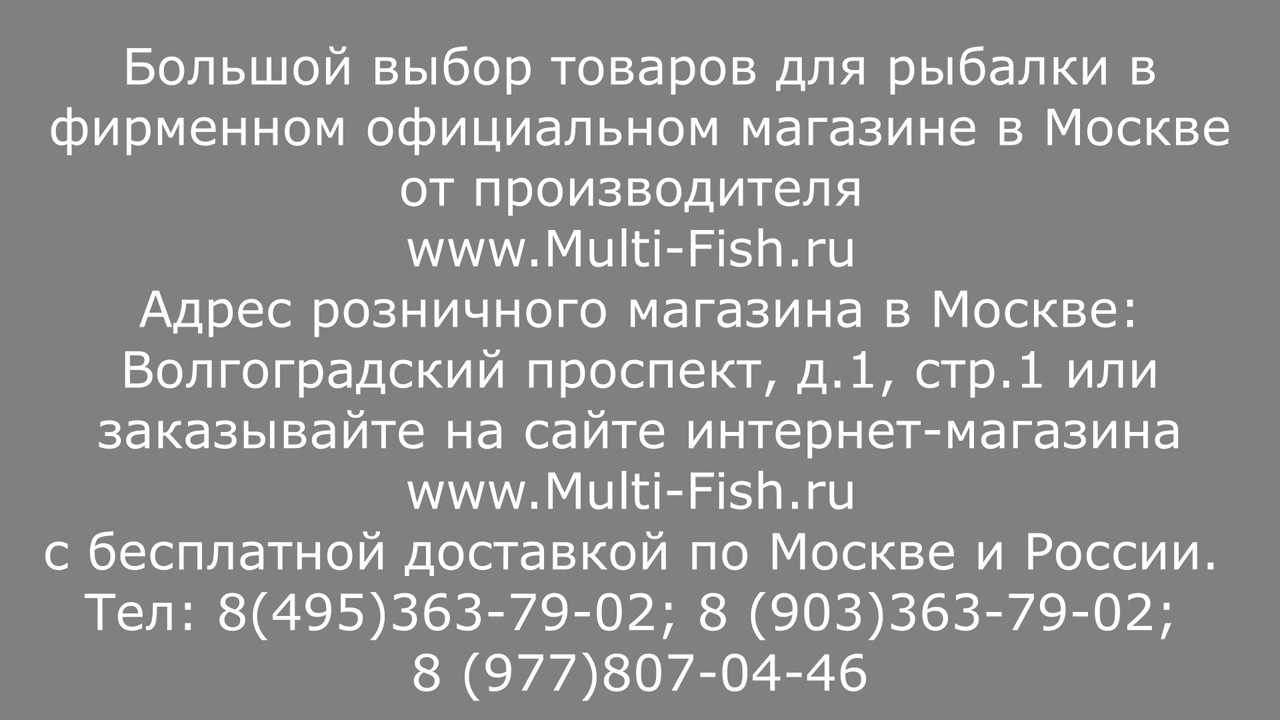 Большой выбор товаров для рыбалки в
фирменном официальном магазине в Москве
от производителя
www.Multi-Fish.ru
Адрес розничного магазина в Москве:
Волгоградский проспект, д.1, стр.1 или
заказывайте на сайте интернет-магазина
www.Multi-Fish.ru
с бесплатной доставкой по Москве и России.
Тел: 8(495)363-79-02; 8 (903)363-79-02;
8 (977)807-04-46